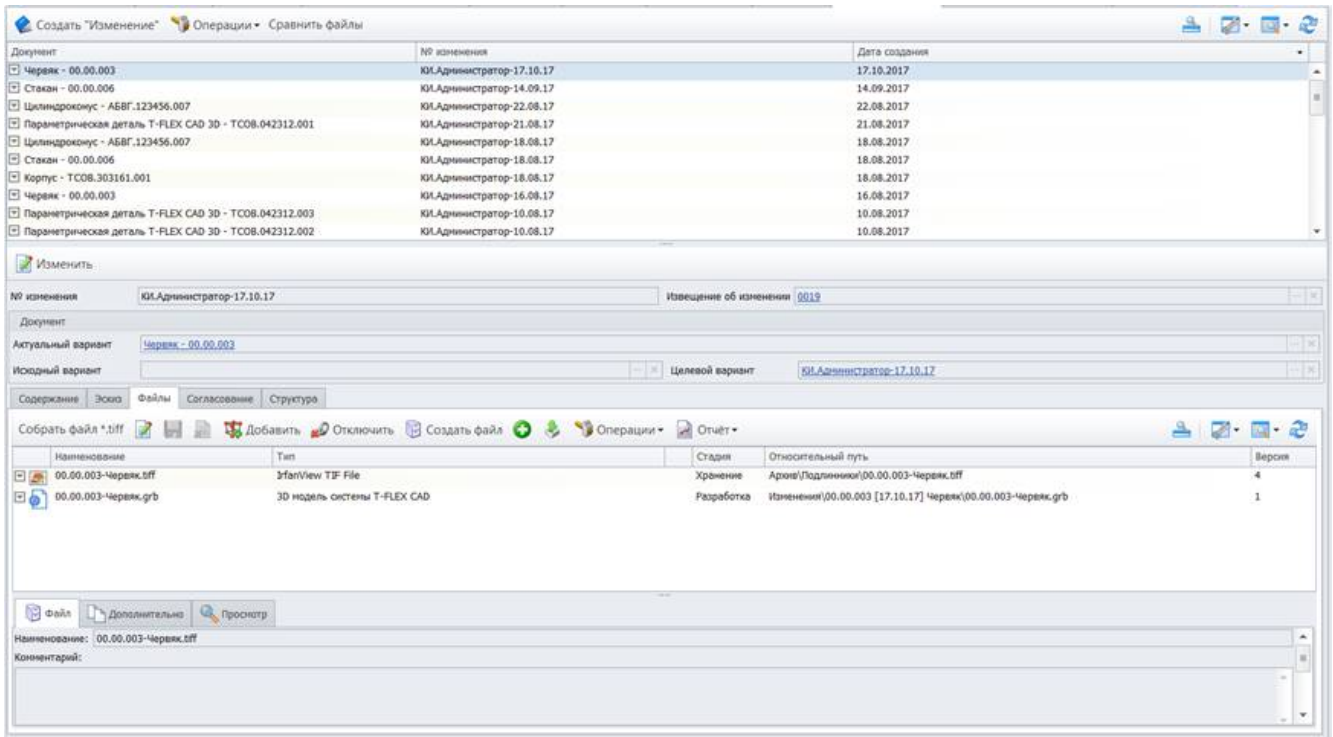 Создать "Изменение" Операции Сравнить файлы
Документ № изменения Дата создания
Червяк - 00.00.003 КИ.Администратор-17.10.17 17.10.2017
Стакан - 00.00.006 КИ.Администратор-14.09.17 14.09.2017
Цилиндроконус - АБВГ.123456.007 КИ.Администратор-22.08.17 22.08.2017
Параметрическая деталь T-FLEX CAD 3D - ТСОВ.042312.001 КИ.Администратор-21.08.17 21.08.2017
Цилиндроконус - АБВГ.123456.007 КИ.Администратор-18.08.17 18.08.2017
Стакан - 00.00.006 КИ.Администратор-18.08.17 18.08.2017
Корпус - ТСОВ.303161.001 КИ.Администратор-18.08.17 18.08.2017
Червяк - 00.00.003 КИ.Администратор-16.08.17 16.08.2017
Параметрическая деталь T-FLEX CAD 3D - ТСОВ.042312.003 КИ.Администратор-10.08.17 10.08.2017
Параметрическая деталь T-FLEX CAD 3D - ТСОВ.042312.002 КИ.Администратор-10.08.17 10.08.2017
Изменить
№ изменения КИ.Администратор-17.10.17 Извещение об изменении 0019
Документ
Актуальный вариант Червяк - 00.00.003
Исходный вариант Целевой вариант КИ.Администратор-17.10.17
Содержание Эскиз Файлы Согласование Структура
Собрать файл *.tiff Добавить Отключить Создать файл Операции Отчёт
Наименование Тип Стадия Относительный путь Версия
00.00.003-Червяк.tiff IrfanView TIF File Хранение Архив\Подлинники\00.00.003-Червяк.tiff 4
00.00.003-Червяк.grb 3D модель системы T-FLEX CAD Разработка Изменения\00.00.003 [17.10.17] Червяк\00.00.003-Червяк.grb 1
Файл Дополнительно Просмотр
Наименование: 00.00.003-Червяк.tiff
Комментарий: